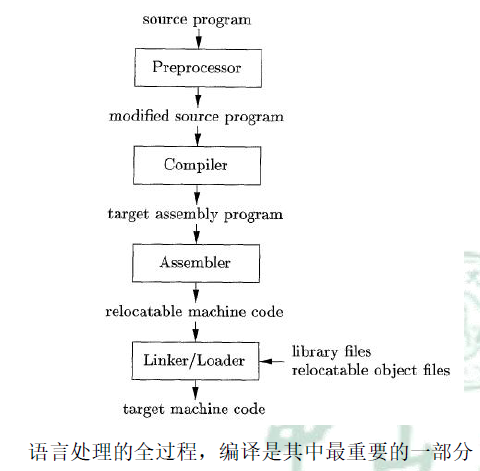 source program
Preprocessor
modified source program
Compiler
target assembly program
Assembler
relocatable machine code
Linker/Loader
library files
relocatable object files
target machine code
语言处理的全过程，编译是其中最重要的一部分